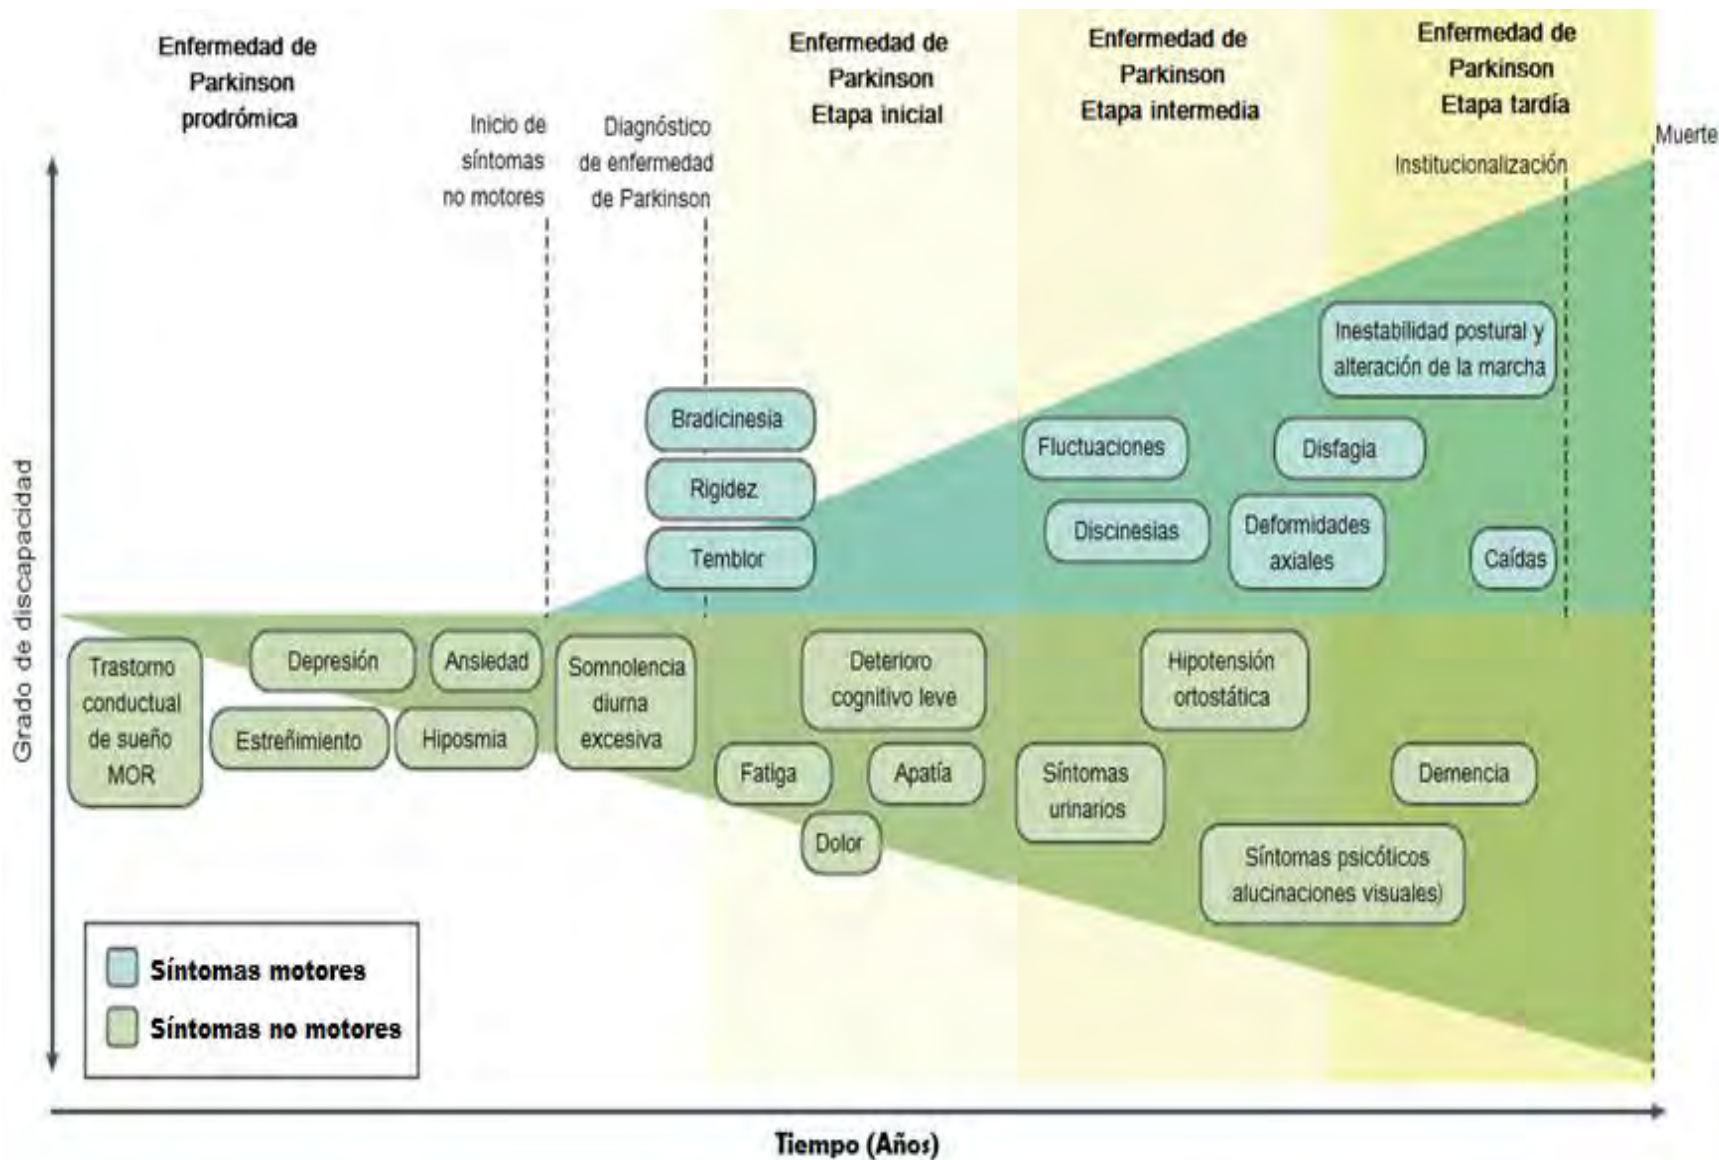 Enfermedad de
Parkinson
prodrómica
Inicio de
síntomas
no motores
Diagnóstico
de enfermedad
de Parkinson
Enfermedad de
Parkinson
Etapa inicial
Enfermedad de
Parkinson
Etapa intermedia
Enfermedad de
Parkinson
Etapa tardía
Institucionalización
Muerte
Grado de discapacidad
Bradicinesia
Rigidez
Temblor
Fluctuaciones
Discinesias
Inestabilidad postural y
alteración de la marcha
Disfagia
Deformidades
axiales
Caídas
Trastorno
conductual
de sueño
MOR
Depresión
Estreñimiento
Ansiedad
Hiposmia
Somnolencia
diurna
excesiva
Deterioro
cognitivo leve
Fatiga
Apatía
Dolor
Hipotensión
ortostática
Síntomas
urinarios
Demencia
Síntomas psicóticos
alucinaciones visuales)
Síntomas motores
Síntomas no motores
Tiempo (Años)